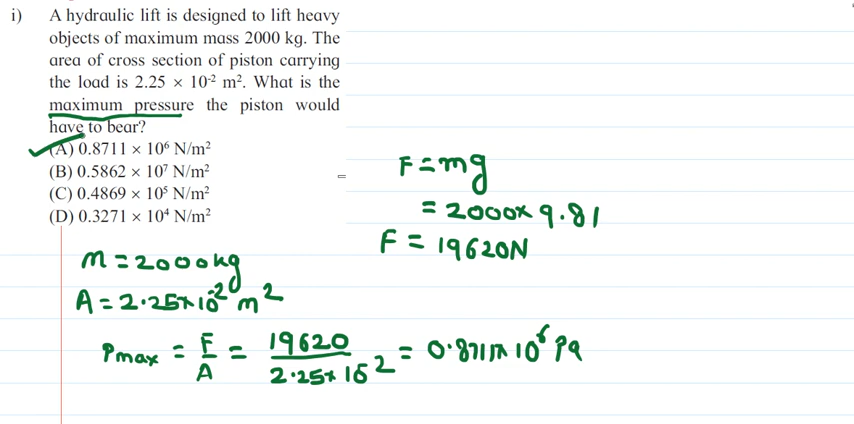 i) A hydraulic lift is designed to lift heavy
objects of maximum mass 2000 kg. The
area of cross section of piston carrying
the load is 2.25 × 10⁻² m². What is the
maximum pressure the piston would
have to bear?
(A) 0.8711 × 10⁶ N/m²
(B) 0.5862 × 10⁷ N/m²
(C) 0.4869 × 10⁵ N/m²
(D) 0.3271 × 10⁴ N/m²
=
F = mg
= 2000 × 9.81
F = 19620N
m = 2000kg
A = 2.25 × 10⁻² m²
Pmax = F/A = 19620/2.25 × 10⁻² = 0.8711 × 10⁶ Pa